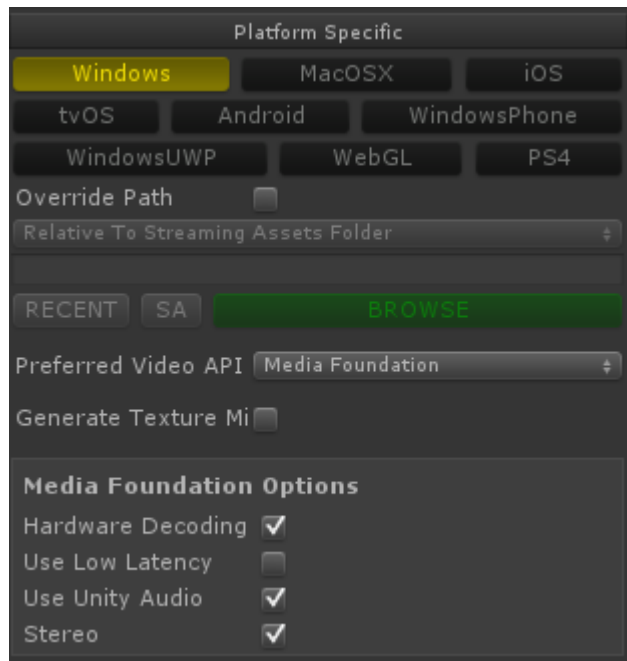 Platform Specific
Windows MacOSX iOS
tvOS Android WindowsPhone
WindowsUWP WebGL PS4
Override Path
Relative To Streaming Assets Folder
RECENT SA BROWSE
Preferred Video API Media Foundation
Generate Texture Mi
Media Foundation Options
Hardware Decoding
Use Low Latency
Use Unity Audio
Stereo